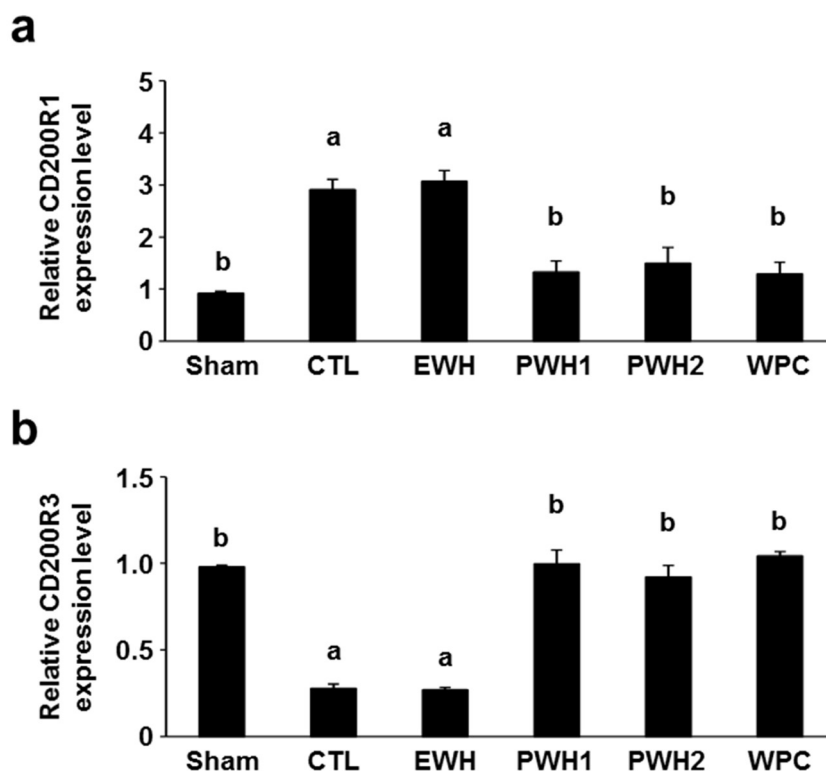 a
Relative CD200R1
expression level
5
4
3
2
1
0
b
a
a
b
b
b
Sham CTL EWH PWH1 PWH2 WPC
b
Relative CD200R3
expression level
1.5
1.0
0.5
0
b
a
a
b
b
b
Sham CTL EWH PWH1 PWH2 WPC